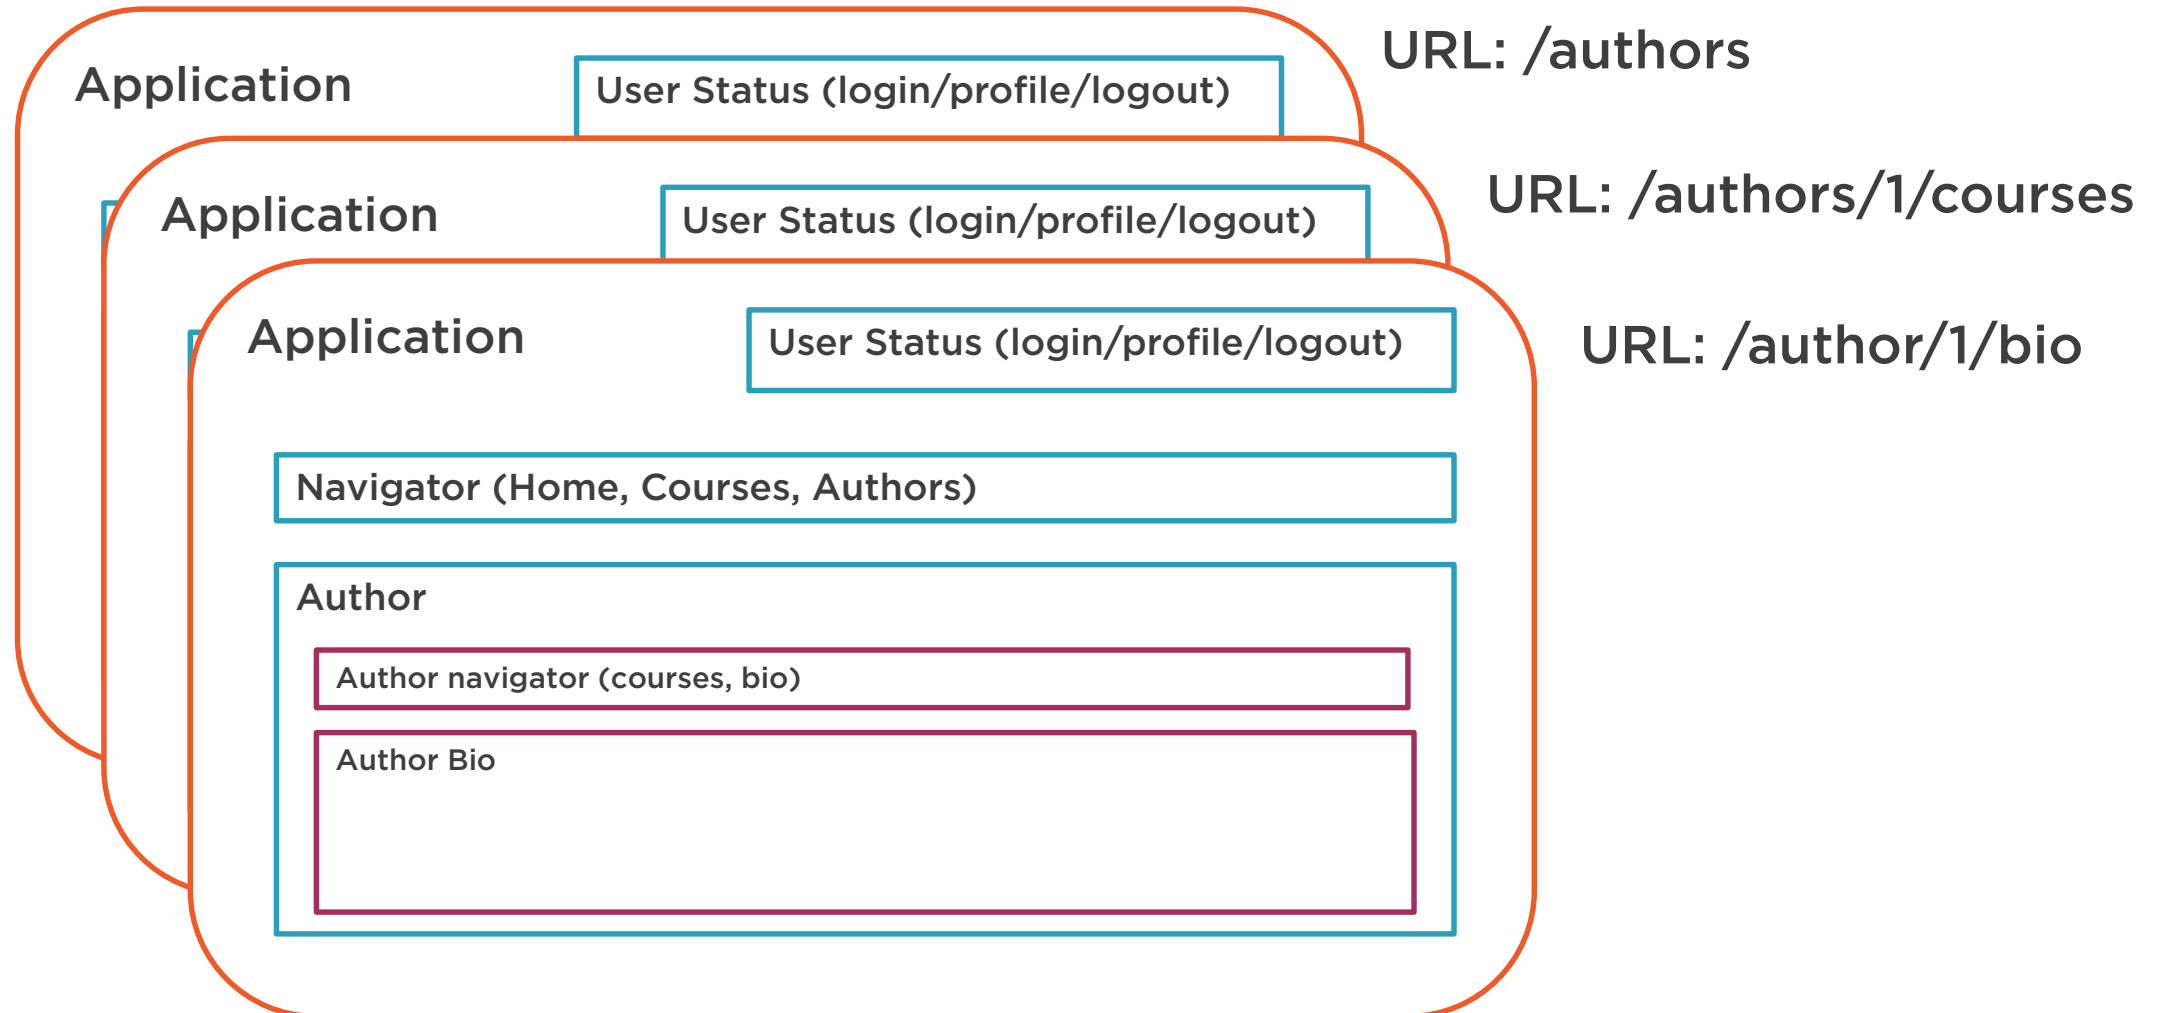 URL: /authors
Application
User Status (login/profile/logout)
URL: /authors/1/courses
Application
User Status (login/profile/logout)
URL: /author/1/bio
Application
User Status (login/profile/logout)
Navigator (Home, Courses, Authors)
Author
Author navigator (courses, bio)
Author Bio